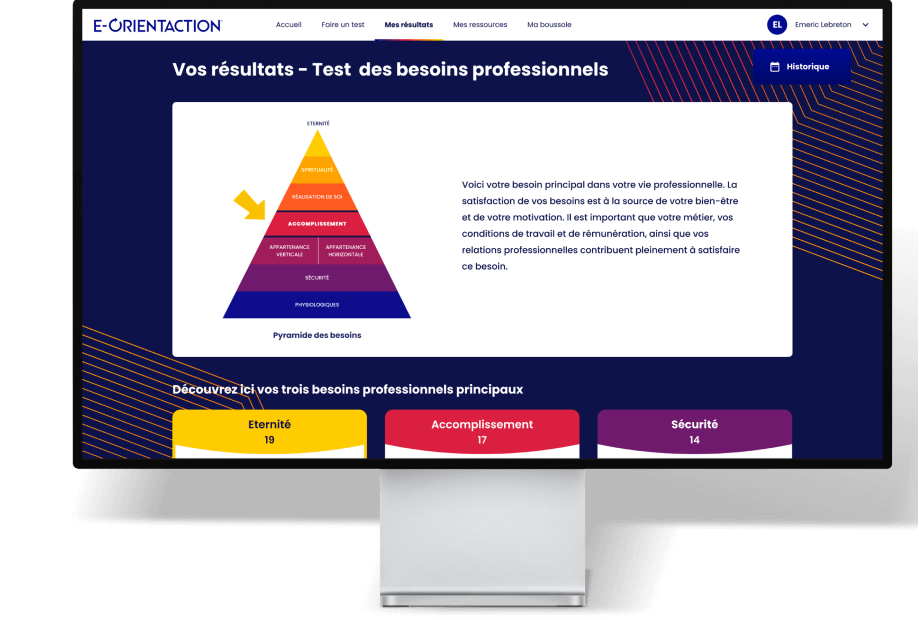 E-ORIENTACTION
Accueil
Faire un test
Mes résultats
Mes ressources
Ma boussole
EL
Emeric Lebreton
Vos résultats - Test des besoins professionnels
Historique
ETERNITÉ
SPIRITUALITÉ
RÉALISATION DE SOI
ACCOMPLISSEMENT
APPARTENANCE
VERTICALE
APPARTENANCE
HORIZONTALE
SÉCURITÉ
PHYSIOLOGIQUES
Pyramide des besoins
Voici votre besoin principal dans votre vie professionnelle. La
satisfaction de vos besoins est à la source de votre bien-être
et de votre motivation. Il est important que votre métier, vos
conditions de travail et de rémunération, ainsi que vos
relations professionnelles contribuent pleinement à satisfaire
ce besoin.
Découvrez ici vos trois besoins professionnels principaux
Eternité
19
Accomplissement
17
Sécurité
14